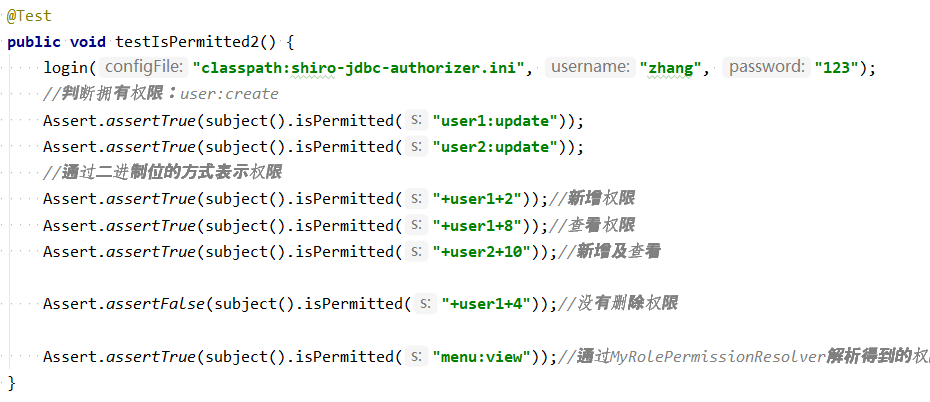 @Test
public void testIsPermitted2() {
login( configFile: "classpath:shiro-jdbc-authorizer.ini", username: "zhang", password: "123");
//判断拥有权限：user:create
Assert.assertTrue(subject().isPermitted( s: "user1:update"));
Assert.assertTrue(subject().isPermitted( s: "user2:update"));
//通过二进制位的方式表示权限
Assert.assertTrue(subject().isPermitted( s: "+user1+2"));//新增权限
Assert.assertTrue(subject().isPermitted( s: "+user1+8"));//查看权限
Assert.assertTrue(subject().isPermitted( s: "+user2+10"));//新增及查看
Assert.assertFalse(subject().isPermitted( s: "+user1+4"));//没有删除权限
Assert.assertTrue(subject().isPermitted( s: "menu:view"));//通过MyRolePermissionResolver解析得到的权
}